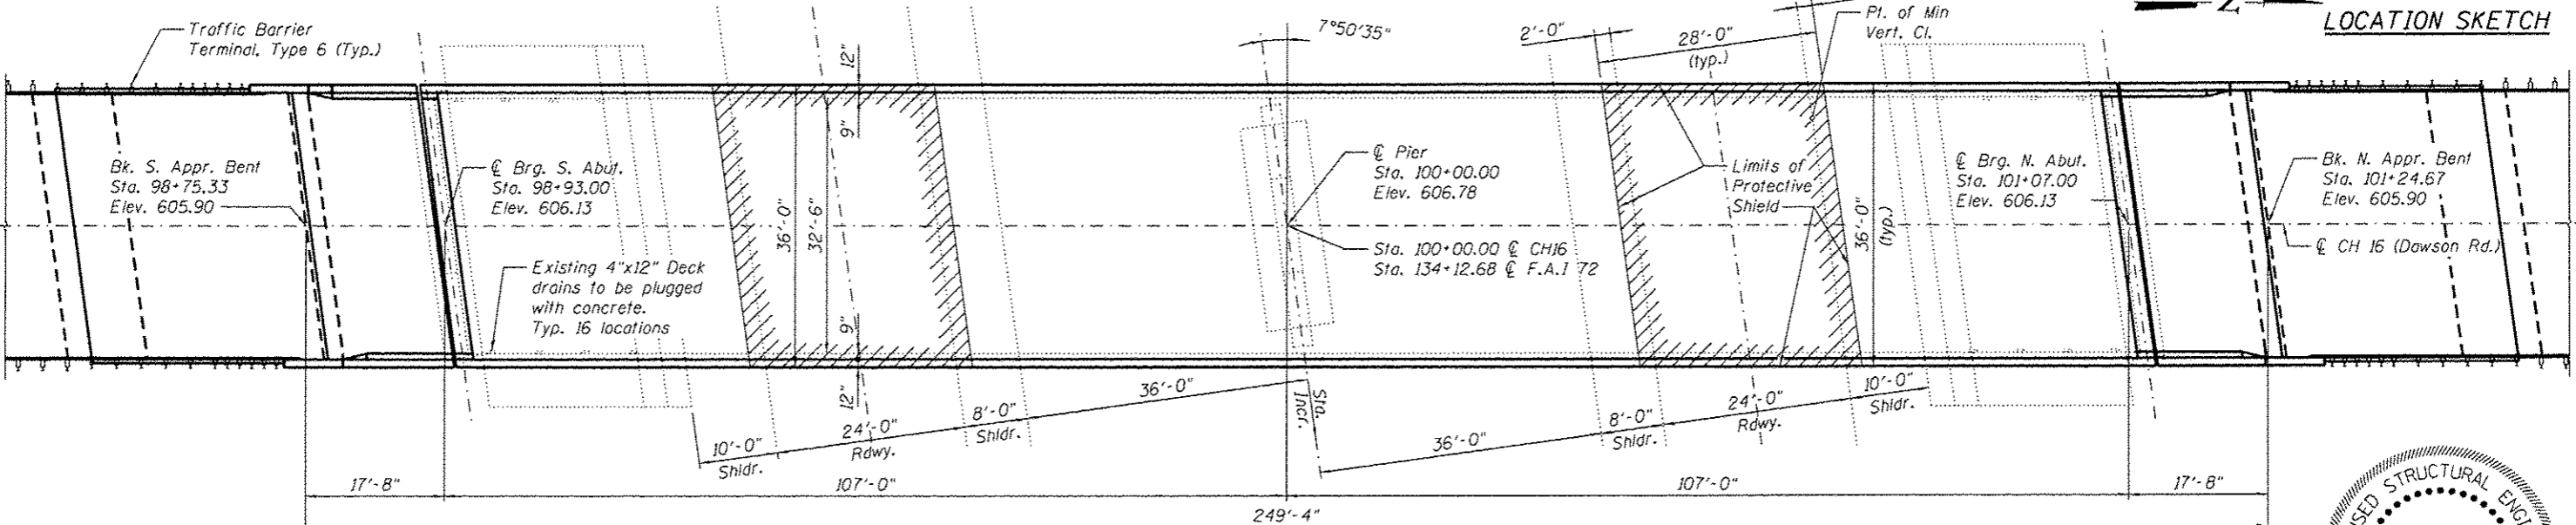 Traffic Barrier
Terminal, Type 6 (Typ.)
12"
7°50'35"
2'-0"
28'-0"
(typ.)
Pt. of Min
Vert. Cl.
LOCATION SKETCH
9"
Bk. S. Appr. Bent
Sta. 98+75.33
Elev. 605.90
℄ Brg. S. Abut.
Sta. 98+93.00
Elev. 606.13
36'-0"
32'-6"
℄ Pier
Sta. 100+00.00
Elev. 606.78
Limits of
Protective
Shield
36'-0"
(typ.)
℄ Brg. N. Abut.
Sta. 101+07.00
Elev. 606.13
Bk. N. Appr. Bent
Sta. 101+24.67
Elev. 605.90
Existing 4"x12" Deck
drains to be plugged
with concrete.
Typ. 16 locations
Sta. 100+00.00 ℄ CH16
Sta. 134+12.68 ℄ F.A.I 72
℄ CH 16 (Dawson Rd.)
9"
12"
10'-0"
Shldr.
24'-0"
Rdwy.
8'-0"
Shldr.
36'-0"
Sta.
Incr.
36'-0"
8'-0"
Shldr.
24'-0"
Rdwy.
10'-0"
Shldr.
17'-8"
107'-0"
107'-0"
17'-8"
249'-4"
STRUCTURAL